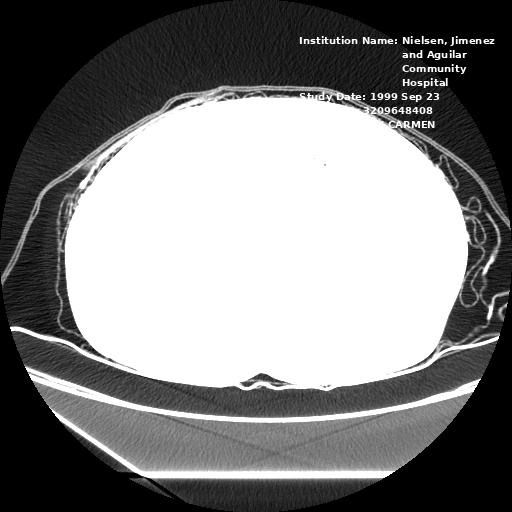 Institution Name: Nielsen, Jimenez
and Aguilar
Community
Hospital
Study Date: 1999 Sep 23
3209648408
CARMEN